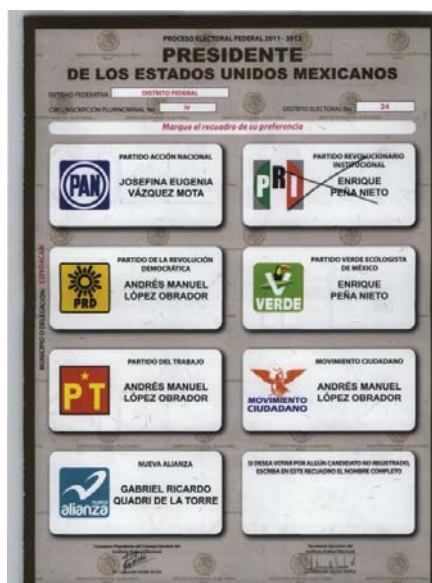 PROCESO ELECTORAL FEDERAL 2011 - 2012
PRESIDENTE
DE LOS ESTADOS UNIDOS MEXICANOS
ENTIDAD FEDERATIVA: DISTRITO FEDERAL
CIRCUNSCRIPCIÓN PLURINOMINAL No. IV DISTRITO ELECTORAL No. 24
Marque el recuadro de su preferencia
MUNICIPIO O DELEGACIÓN: COYOACÁN
PAN
PARTIDO ACCIÓN NACIONAL
JOSEFINA EUGENIA
VÁZQUEZ MOTA
PRI
PARTIDO REVOLUCIONARIO
INSTITUCIONAL
ENRIQUE
PEÑA NIETO
PRD
PARTIDO DE LA REVOLUCIÓN
DEMOCRÁTICA
ANDRÉS MANUEL
LÓPEZ OBRADOR
VERDE
PARTIDO VERDE ECOLOGISTA
DE MÉXICO
ENRIQUE
PEÑA NIETO
PT
PARTIDO DEL TRABAJO
ANDRÉS MANUEL
LÓPEZ OBRADOR
MOVIMIENTO
CIUDADANO
MOVIMIENTO CIUDADANO
ANDRÉS MANUEL
LÓPEZ OBRADOR
nueva
alianza
NUEVA ALIANZA
GABRIEL RICARDO
QUADRI DE LA TORRE
SI DESEA VOTAR POR ALGÚN CANDIDATO NO REGISTRADO,
ESCRIBA EN ESTE RECUADRO EL NOMBRE COMPLETO